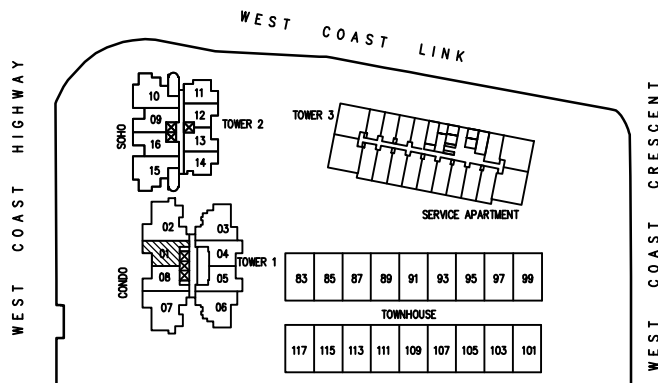 WEST COAST LINK
WEST COAST HIGHWAY
WEST COAST CRESCENT
10
11
09
12
16
13
15
14
SOHO
TOWER 2
TOWER 3
SERVICE APARTMENT
02
03
01
04
08
05
07
06
CONDO
TOWER 1
83 85 87 89 91 93 95 97 99
TOWNHOUSE
117 115 113 111 109 107 105 103 101